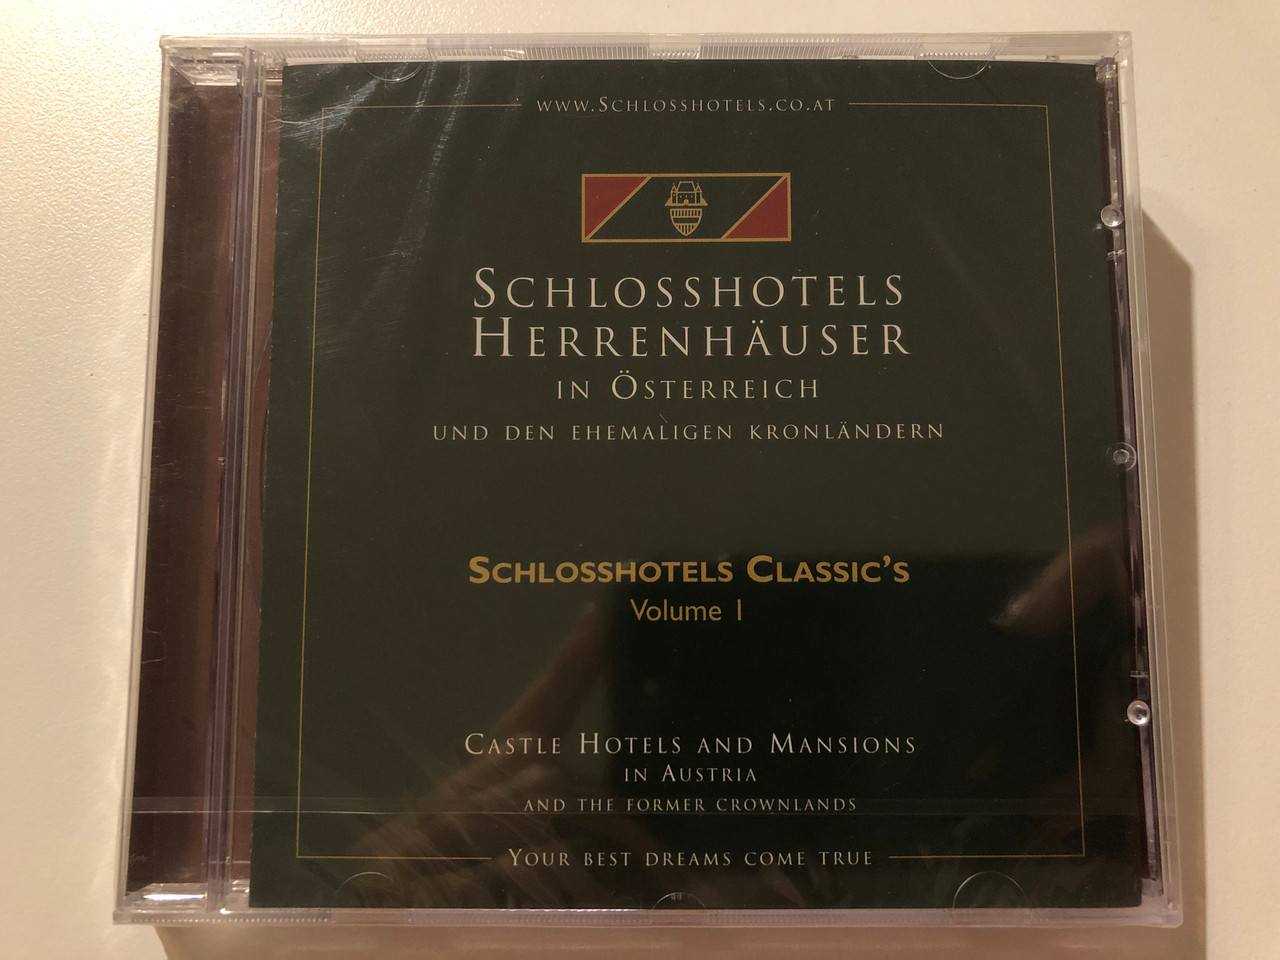 www.Schlosshotels.co.at
Schlosshotels
Herrenhäuser
in Österreich
und den ehemaligen Kronländern
Schlosshotels Classic's
Volume 1
Castle Hotels and Mansions
in Austria
and the former crownlands
Your best dreams come true